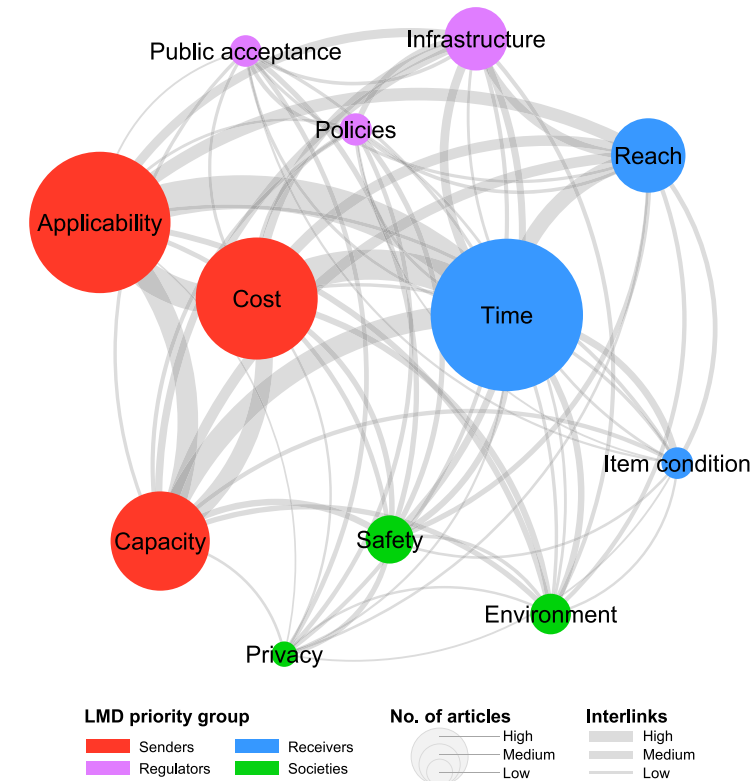 Public acceptance
Infrastructure
Policies
Reach
Applicability
Cost
Time
Item condition
Capacity
Safety
Environment
Privacy
LMD priority group
Senders
Receivers
Regulators
Societies
No. of articles
High
Medium
Low
Interlinks
High
Medium
Low